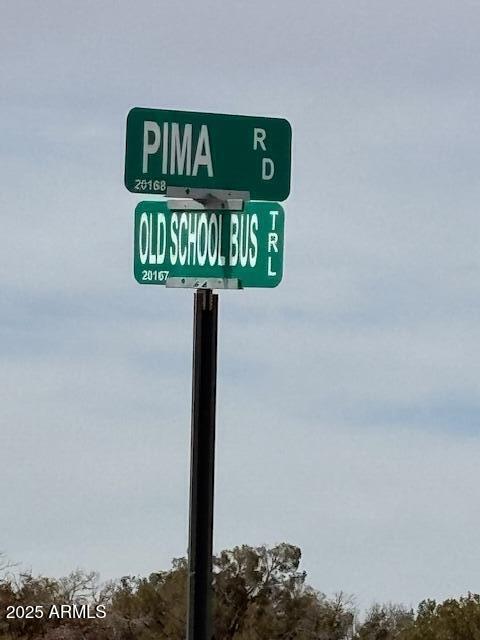 PIMA RD
20168
OLD SCHOOL BUS TRL
20167
2025 ARMLS